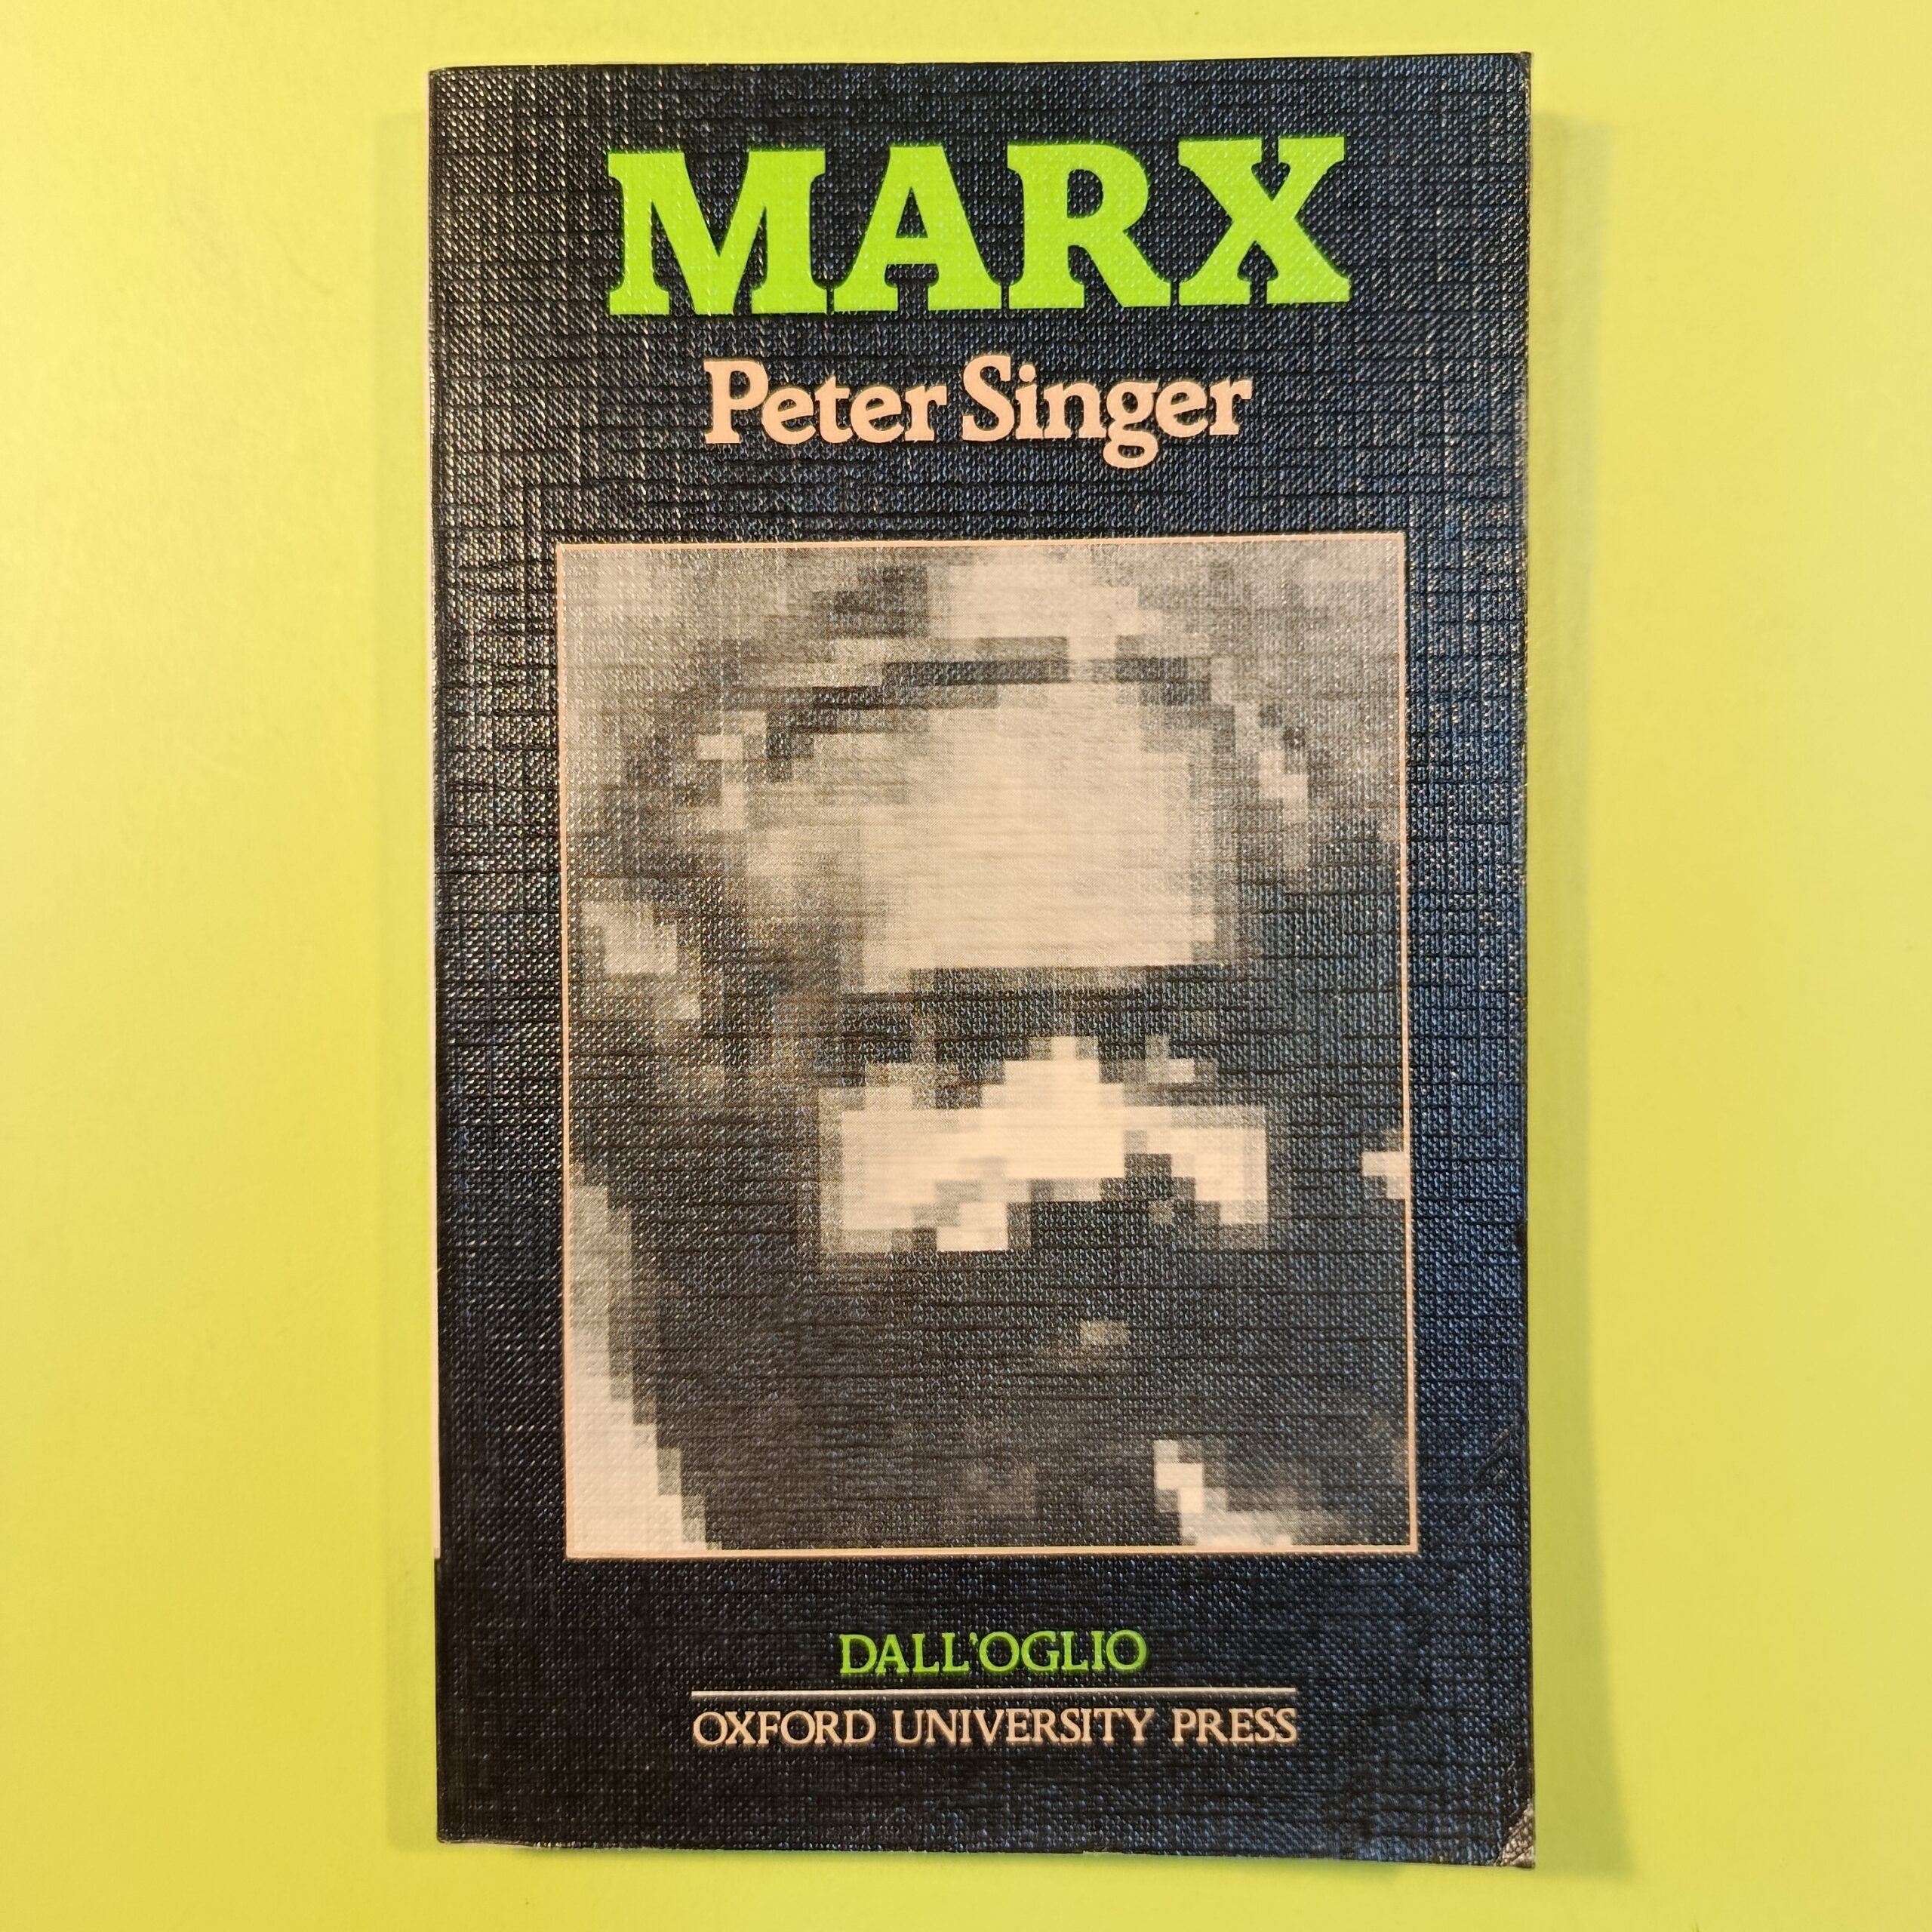 MARX
Peter Singer
DALL'OGLIO
OXFORD UNIVERSITY PRESS